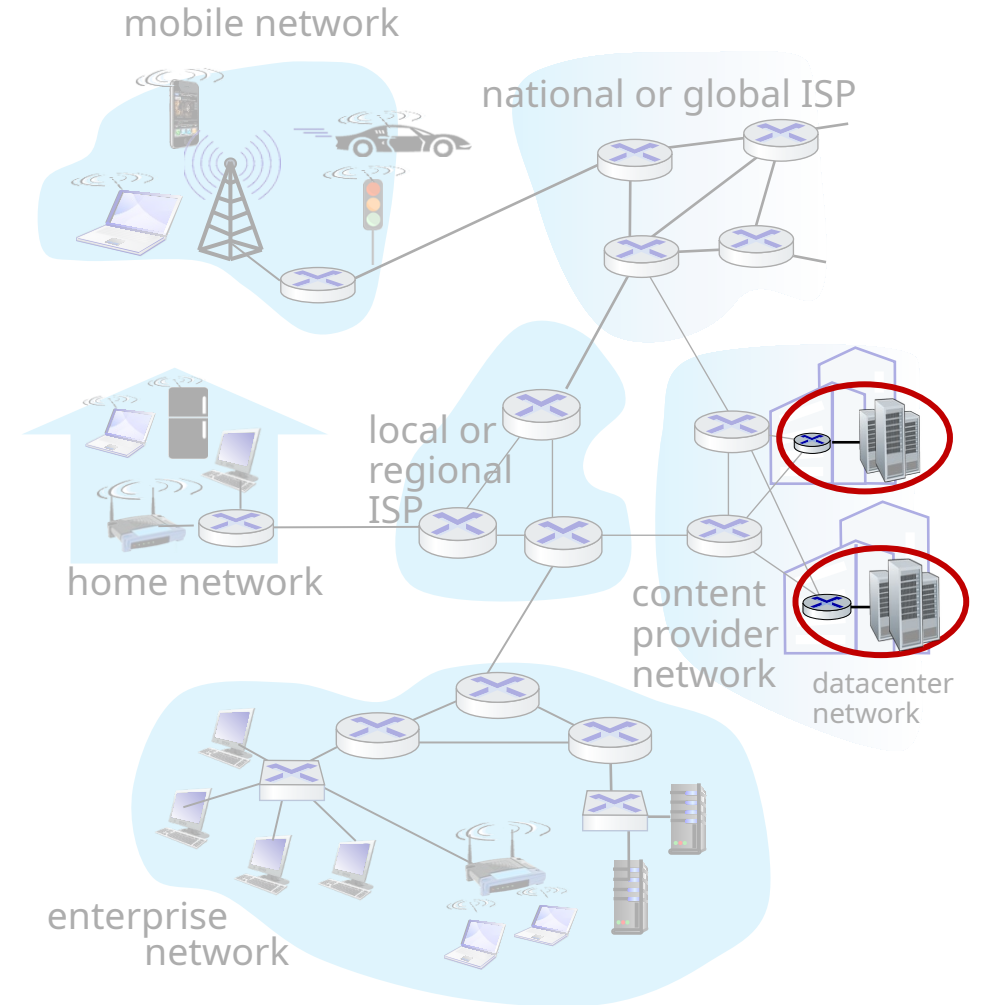 mobile network
national or global ISP
local or
regional
ISP
home network
content
provider
network
datacenter
network
enterprise
network